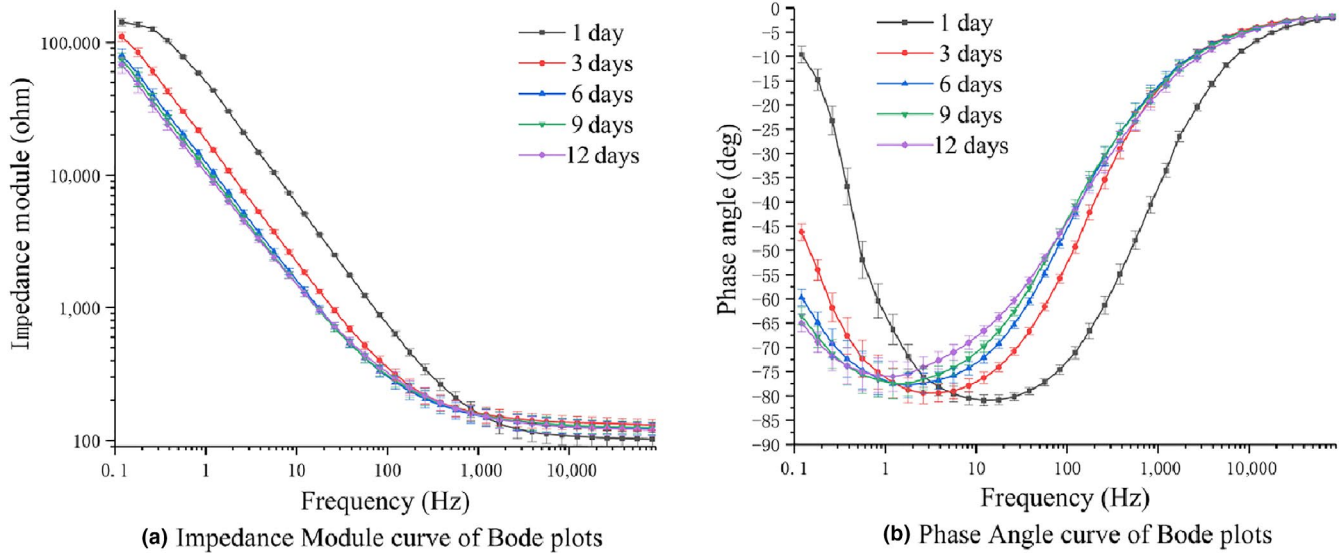 100.000
10,000
1,000
100
0. 1
1
10
100
1,000
10,000
Impedance module (ohm)
Frequency (Hz)
1 day
3 days
6 days
9 days
12 days
(a) Impedance Module curve of Bode plots
0
−5
−10
−15
−20
−25
−30
−35
−40
−45
−50
−55
−60
−65
−70
−75
−80
−85
−90
0. 1
1
10
100
1,000
10,000
Phase angle (deg)
Frequency (Hz)
1 day
3 days
6 days
9 days
12 days
(b) Phase Angle curve of Bode plots